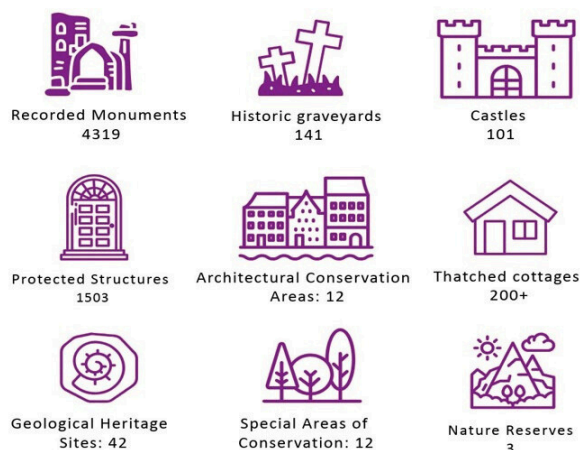 Recorded Monuments
4319
Historic graveyards
141
Castles
101
Protected Structures
1503
Architectural Conservation
Areas: 12
Thatched cottages
200+
Geological Heritage
Sites: 42
Special Areas of
Conservation: 12
Nature Reserves
3